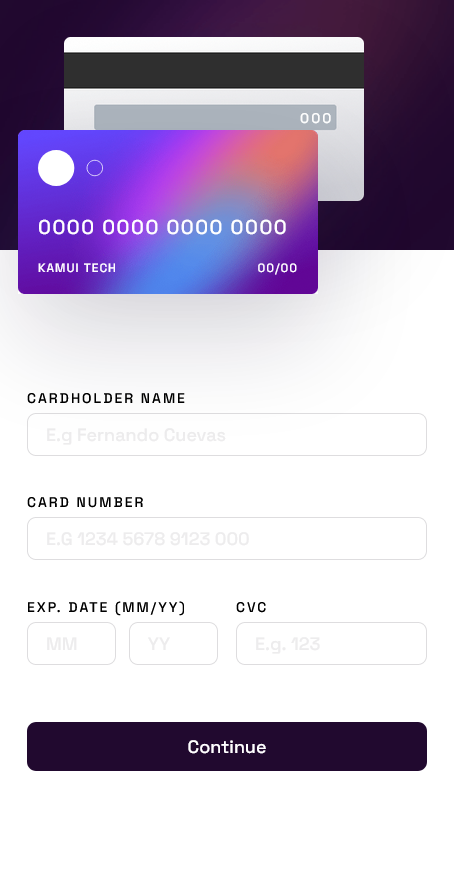 000
0000 0000 0000 0000
KAMUI TECH 00/00
CARDHOLDER NAME
E.g Fernando Cuevas
CARD NUMBER
E.G 1234 5678 9123 000
EXP. DATE (MM/YY) CVC
MM YY E.g. 123
Continue